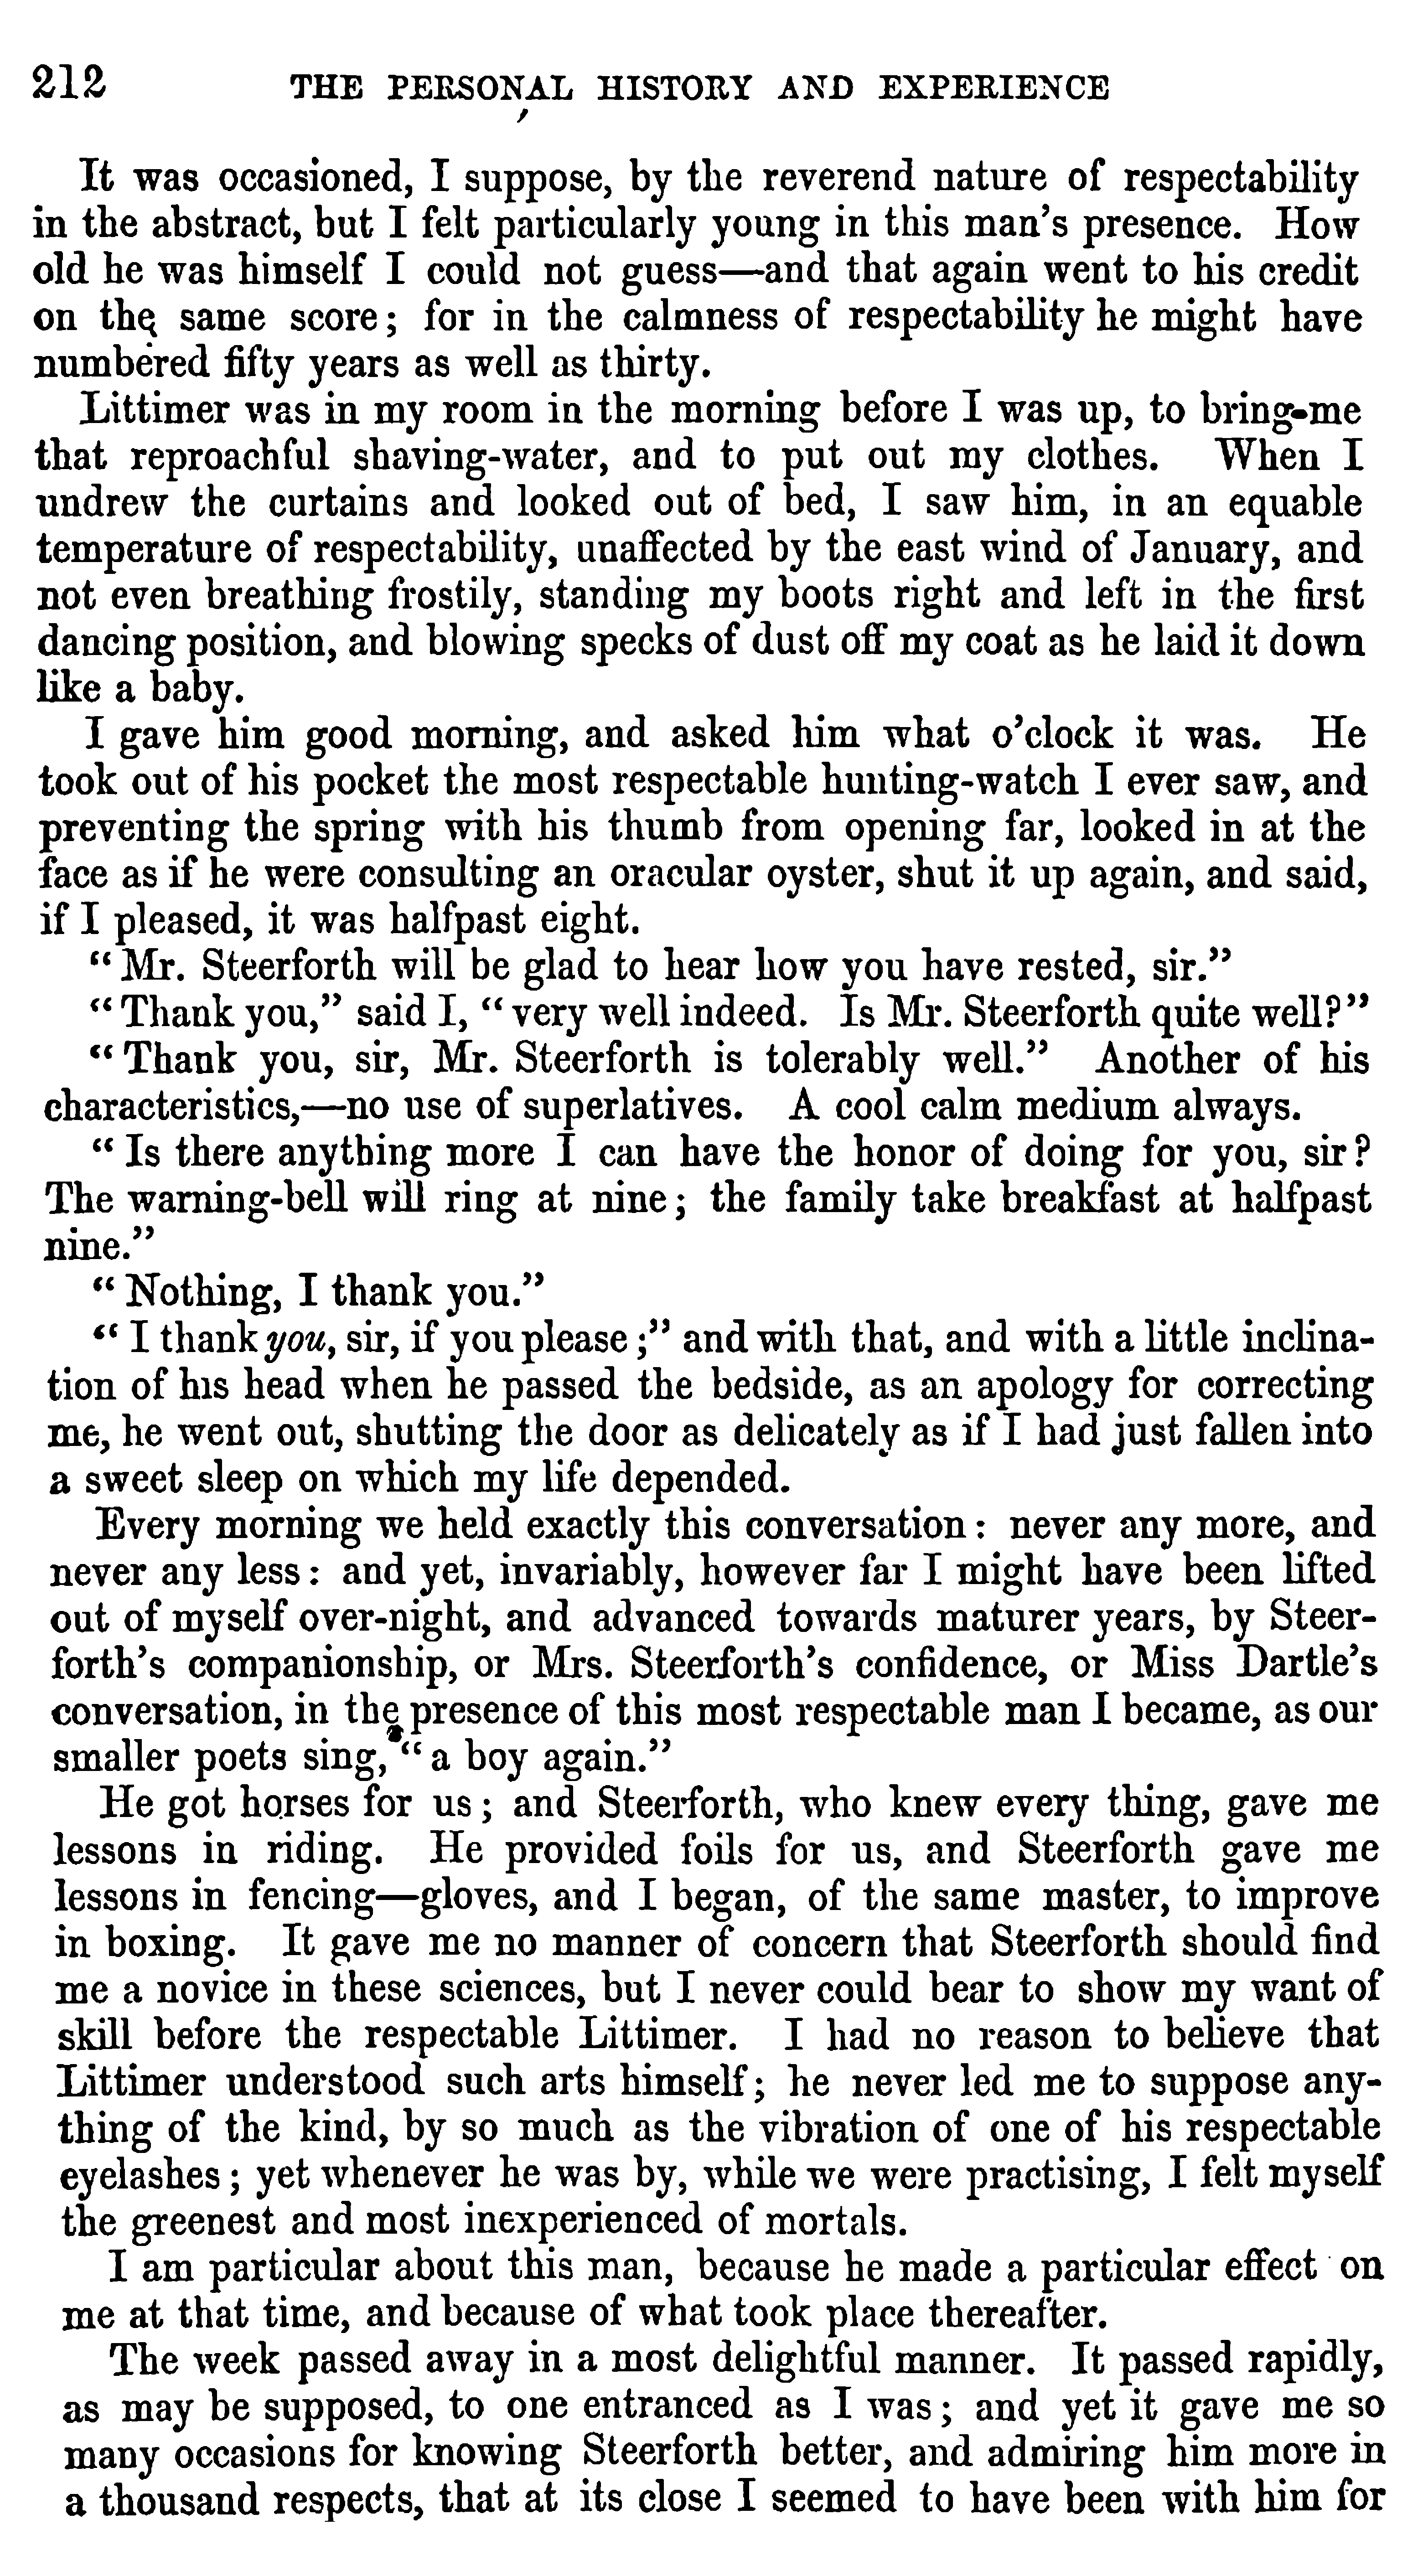 212 THE PERSONAL HISTORY AND EXPERIENCE
It was occasioned, I suppose, by the reverend nature of respectability
in the abstract, but I felt particularly young in this man's presence. How
old he was himself I could not guess—and that again went to his credit
on the same score; for in the calmness of respectability he might have
numbered fifty years as well as thirty.
Littimer was in my room in the morning before I was up, to bring-me
that reproachful shaving-water, and to put out my clothes. When I
undrew the curtains and looked out of bed, I saw him, in an equable
temperature of respectability, unaffected by the east wind of January, and
not even breathing frostily, standing my boots right and left in the first
dancing position, and blowing specks of dust off my coat as he laid it down
like a baby.
I gave him good morning, and asked him what o'clock it was. He
took out of his pocket the most respectable hunting-watch I ever saw, and
preventing the spring with his thumb from opening far, looked in at the
face as if he were consulting an oracular oyster, shut it up again, and said,
if I pleased, it was halfpast eight.
"Mr. Steerforth will be glad to hear how you have rested, sir."
"Thank you," said I, "very well indeed. Is Mr. Steerforth quite well?"
"Thank you, sir, Mr. Steerforth is tolerably well." Another of his
characteristics,—no use of superlatives. A cool calm medium always.
"Is there anything more I can have the honor of doing for you, sir?
The warning-bell will ring at nine; the family take breakfast at halfpast
nine."
"Nothing, I thank you."
"I thank you, sir, if you please;" and with that, and with a little inclina-
tion of his head when he passed the bedside, as an apology for correcting
me, he went out, shutting the door as delicately as if I had just fallen into
a sweet sleep on which my life depended.
Every morning we held exactly this conversation: never any more, and
never any less: and yet, invariably, however far I might have been lifted
out of myself over-night, and advanced towards maturer years, by Steer-
forth's companionship, or Mrs. Steerforth's confidence, or Miss Dartle's
conversation, in the presence of this most respectable man I became, as our
smaller poets sing, "a boy again."
He got horses for us; and Steerforth, who knew every thing, gave me
lessons in riding. He provided foils for us, and Steerforth gave me
lessons in fencing—gloves, and I began, of the same master, to improve
in boxing. It gave me no manner of concern that Steerforth should find
me a novice in these sciences, but I never could bear to show my want of
skill before the respectable Littimer. I had no reason to believe that
Littimer understood such arts himself; he never led me to suppose any-
thing of the kind, by so much as the vibration of one of his respectable
eyelashes; yet whenever he was by, while we were practising, I felt myself
the greenest and most inexperienced of mortals.
I am particular about this man, because he made a particular effect on
me at that time, and because of what took place thereafter.
The week passed away in a most delightful manner. It passed rapidly,
as may be supposed, to one entranced as I was; and yet it gave me so
many occasions for knowing Steerforth better, and admiring him more in
a thousand respects, that at its close I seemed to have been with him for